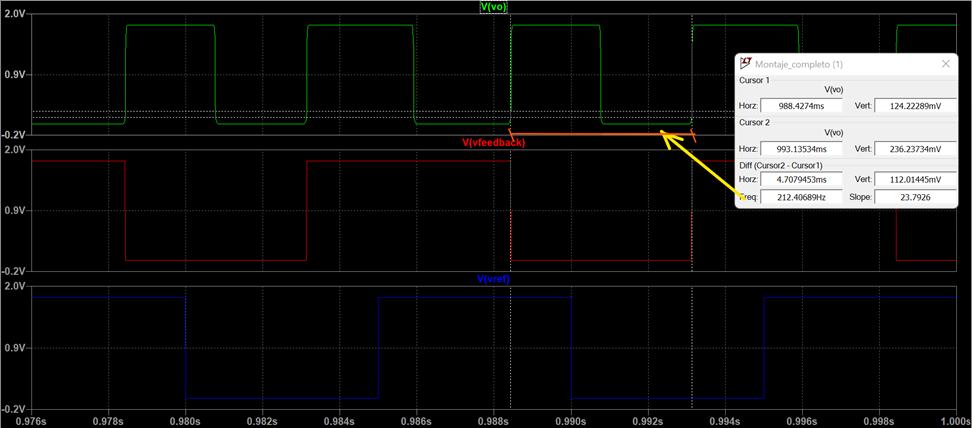 V(vo)
2.0V
0.9V
-0.2V
Montaje_completo (1)
Cursor 1
V(vo)
Horz: 988.4274ms Vert: 124.22289mV
Cursor 2
V(vo)
Horz: 993.13534ms Vert: 236.23734mV
Diff (Cursor2 - Cursor1)
Horz: 4.7079453ms Vert: 112.01445mV
Freq: 212.40689Hz Slope: 23.7926
V(vfeedback)
2.0V
0.9V
-0.2V
V(vref)
2.0V
0.9V
-0.2V
0.976s 0.978s 0.980s 0.982s 0.984s 0.986s 0.988s 0.990s 0.992s 0.994s 0.996s 0.998s 1.000s